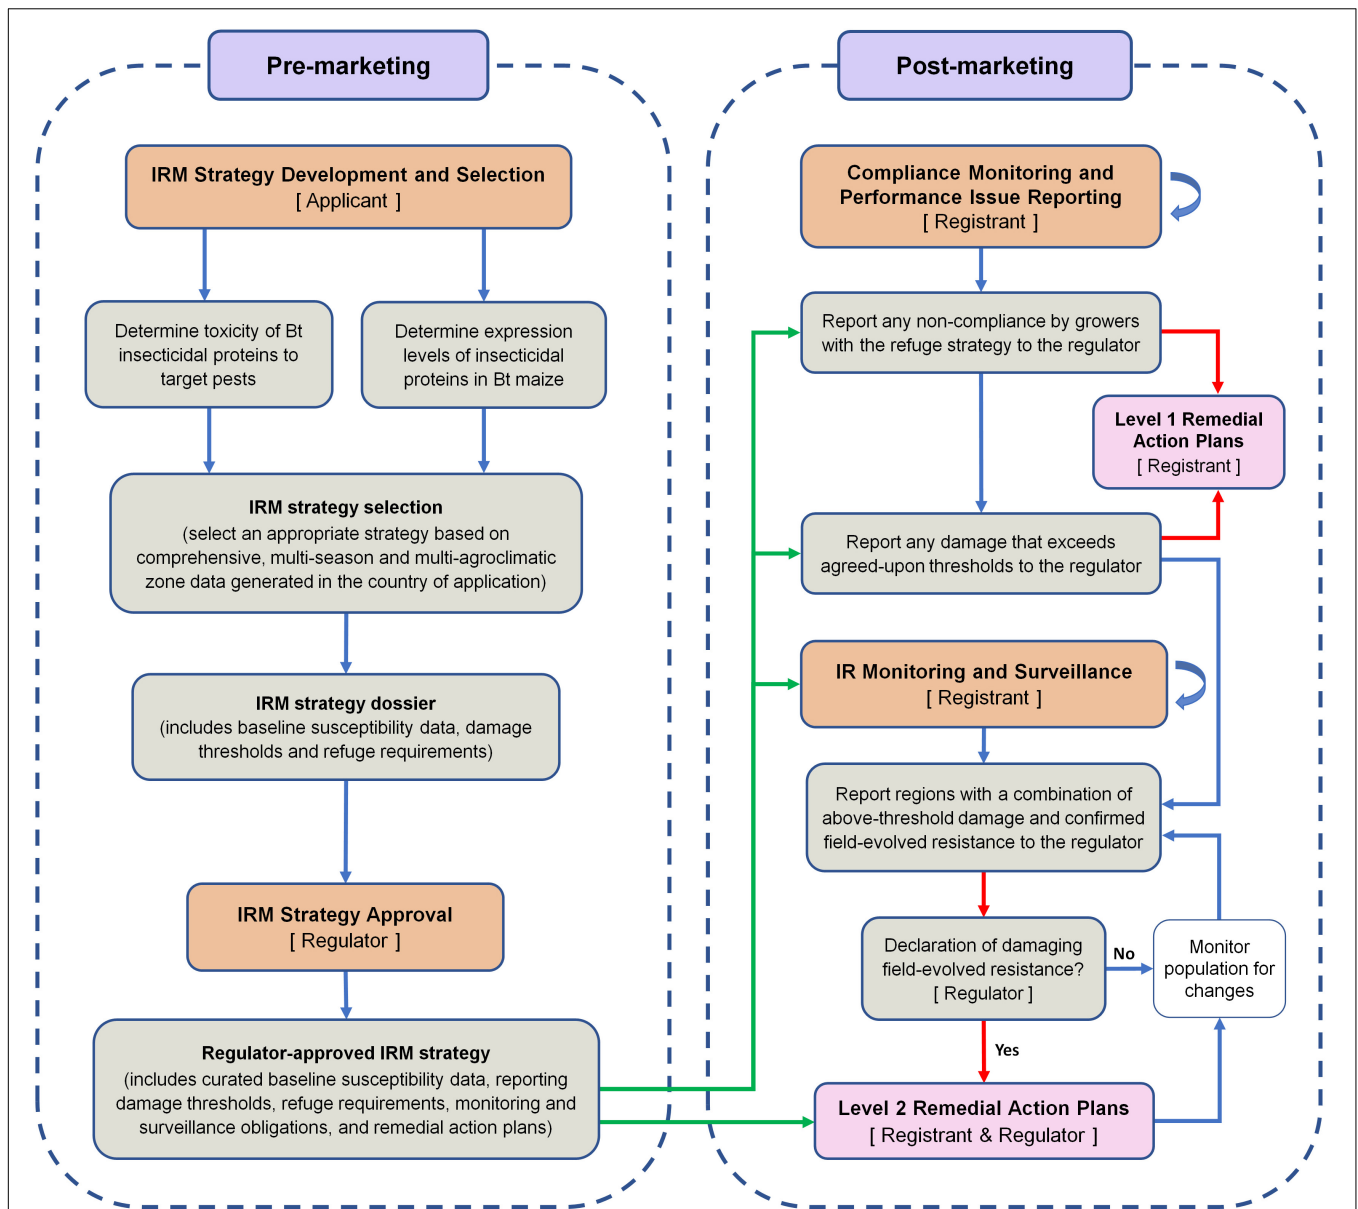 Pre-marketing
IRM Strategy Development and Selection
[ Applicant ]
Determine toxicity of Bt
insecticidal proteins to
target pests
Determine expression
levels of insecticidal
proteins in Bt maize
IRM strategy selection
(select an appropriate strategy based on
comprehensive, multi-season and multi-agroclimatic
zone data generated in the country of application)
IRM strategy dossier
(includes baseline susceptibility data, damage
thresholds and refuge requirements)
IRM Strategy Approval
[ Regulator ]
Regulator-approved IRM strategy
(includes curated baseline susceptibility data, reporting
damage thresholds, refuge requirements, monitoring and
surveillance obligations, and remedial action plans)
Post-marketing
Compliance Monitoring and
Performance Issue Reporting
[ Registrant ]
Report any non-compliance by growers
with the refuge strategy to the regulator
Level 1 Remedial
Action Plans
[ Registrant ]
Report any damage that exceeds
agreed-upon thresholds to the regulator
IR Monitoring and Surveillance
[ Registrant ]
Report regions with a combination of
above-threshold damage and confirmed
field-evolved resistance to the regulator
Declaration of damaging
field-evolved resistance?
[ Regulator ]
No
Monitor
population for
changes
Yes
Level 2 Remedial Action Plans
[ Registrant & Regulator ]